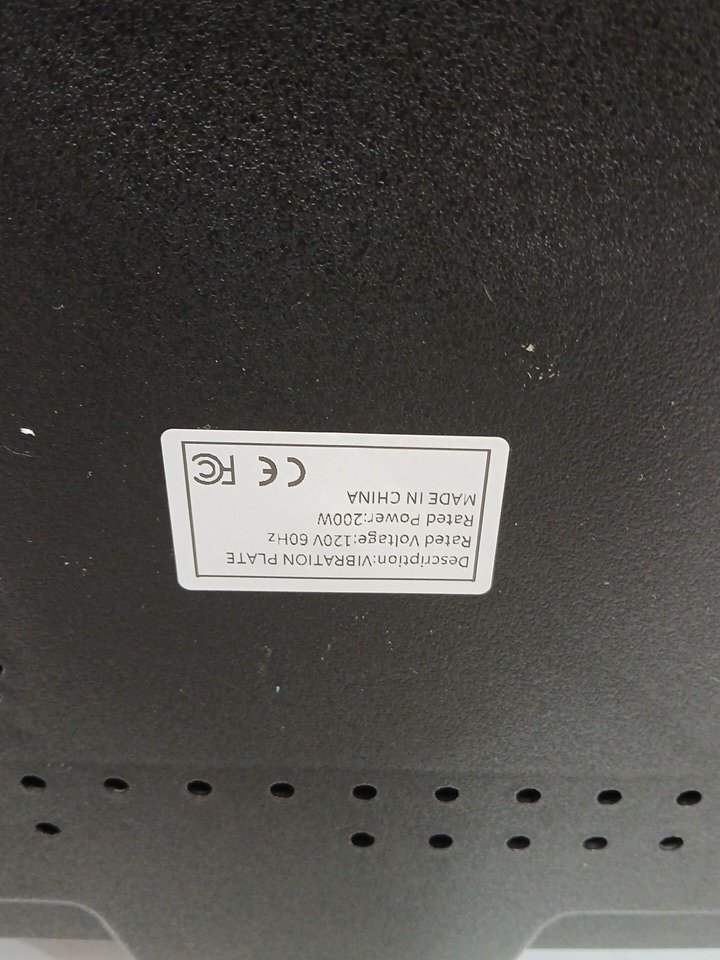 Description:VIBRATION PLATE
Rated Voltage:120V 60Hz
Rated Power:200W
MADE IN CHINA
CE FC